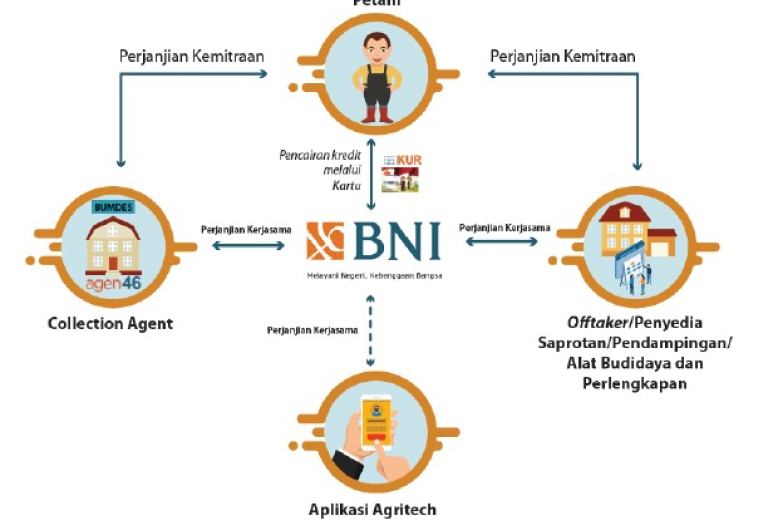 Petani
Perjanjian Kemitraan
Perjanjian Kemitraan
Pencairan kredit
melalui
Kartu
KUR
BUMDES
agen46
Perjanjian Kerjasama
BNI
Melayani Negeri, Kebanggaan Bangsa
Perjanjian Kerjasama
Collection Agent
Offtaker/Penyedia
Saprotan/Pendampingan/
Alat Budidaya dan
Perlengkapan
Perjanjian Kerjasama
Aplikasi Agritech